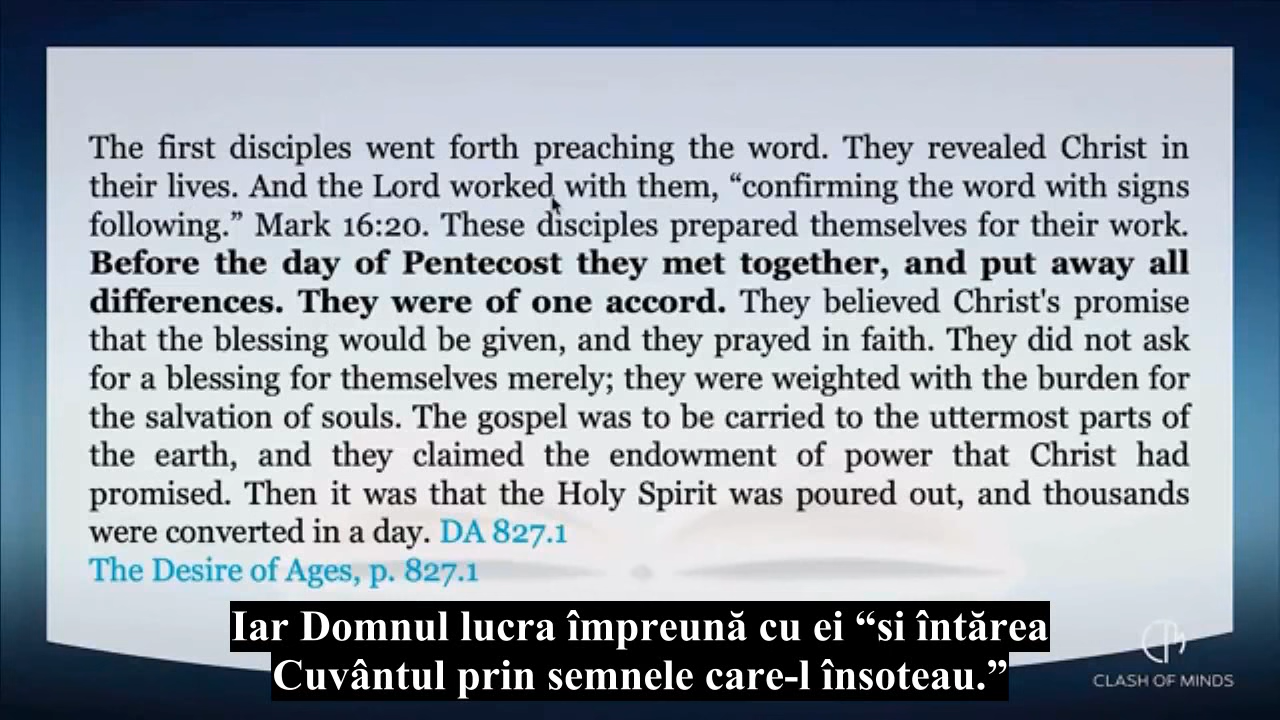 The first disciples went forth preaching the word. They revealed Christ in
their lives. And the Lord worked with them, “confirming the word with signs
following.” Mark 16:20. These disciples prepared themselves for their work.
Before the day of Pentecost they met together, and put away all
differences. They were of one accord. They believed Christ's promise
that the blessing would be given, and they prayed in faith. They did not ask
for a blessing for themselves merely; they were weighted with the burden for
the salvation of souls. The gospel was to be carried to the uttermost parts of
the earth, and they claimed the endowment of power that Christ had
promised. Then it was that the Holy Spirit was poured out, and thousands
were converted in a day. DA 827.1
The Desire of Ages, p. 827.1
Iar Domnul lucra împreună cu ei “si întărea
Cuvântul prin semnele care-l însoteau.”
CLASH OF MINDS